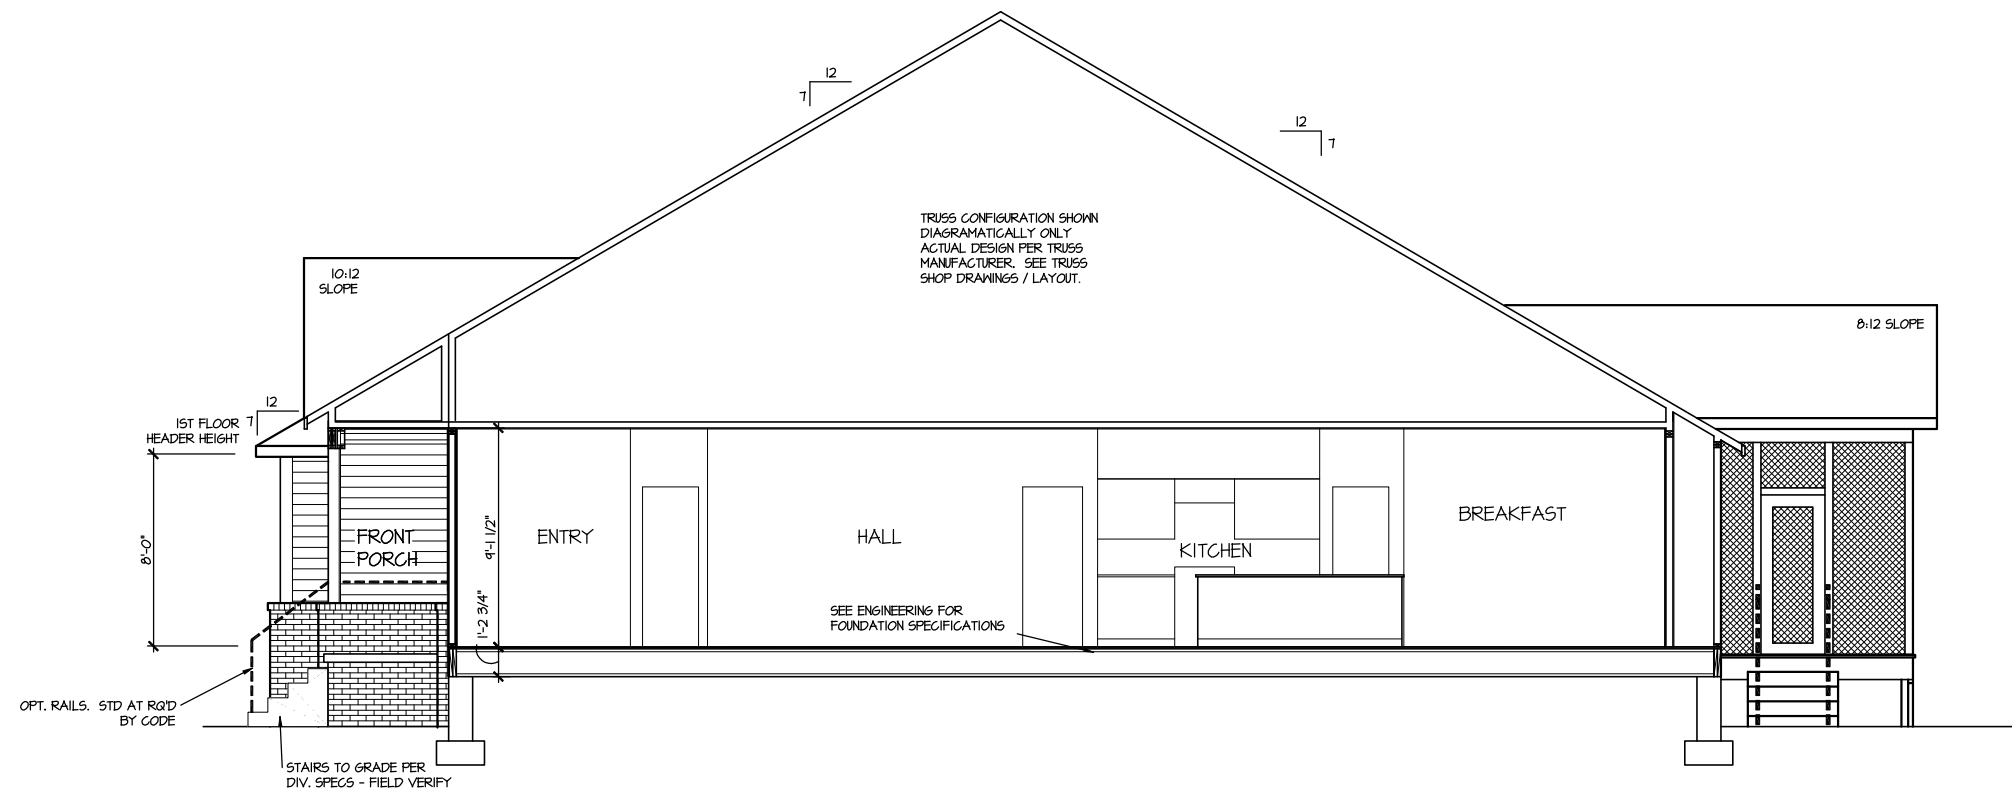 12
7
12
7
TRUSS CONFIGURATION SHOWN
DIAGRAMATICALLY ONLY
ACTUAL DESIGN PER TRUSS
MANUFACTURER. SEE TRUSS
SHOP DRAWINGS / LAYOUT.
10:12
SLOPE
8:12 SLOPE
12
7
1ST FLOOR
HEADER HEIGHT
8'-0"
FRONT
PORCH
9'-1 1/2"
ENTRY
HALL
KITCHEN
BREAKFAST
1'-2 3/4"
SEE ENGINEERING FOR
FOUNDATION SPECIFICATIONS
OPT. RAILS. STD AT RQ'D
BY CODE
STAIRS TO GRADE PER
DIV. SPECS - FIELD VERIFY